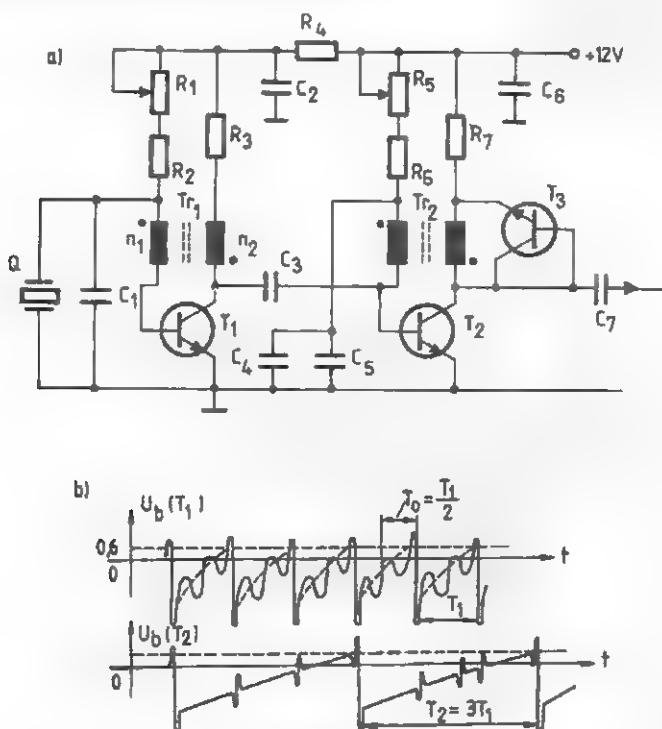 a)
R4
+12V
R1
C2
R5
C6
R3
R7
R2
R6
T3
Tr1
Tr2
n1
n2
Q
C1
C3
T1
T2
C7
C4
C5
b)
Ub(T1)
T0 = T1/2
0,6
0
t
T1
Ub(T2)
0
t
T2 = 3T1